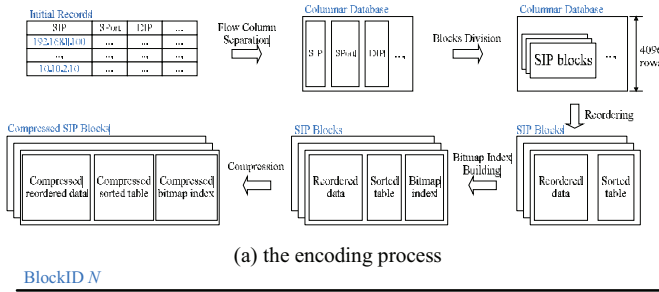 Initial Records
SIP SPort DIP ...
192.168.1.100 ... ... ...
... ... ... ...
10.10.2.10 ... ... ...
Flow Column
Separation
Columnar Database
SIP SPort DIP ...
Blocks Division
Columnar Database
SIP blocks ...
4096
rows
Reordering
Compressed SIP Blocks
Compressed
reordered data
Compressed
sorted table
Compressed
bitmap index
Compression
SIP Blocks
Reordered
data
Sorted
table
Bitmap
index
Bitmap Index
Building
SIP Blocks
Reordered
data
Sorted
table
(a) the encoding process
BlockID N